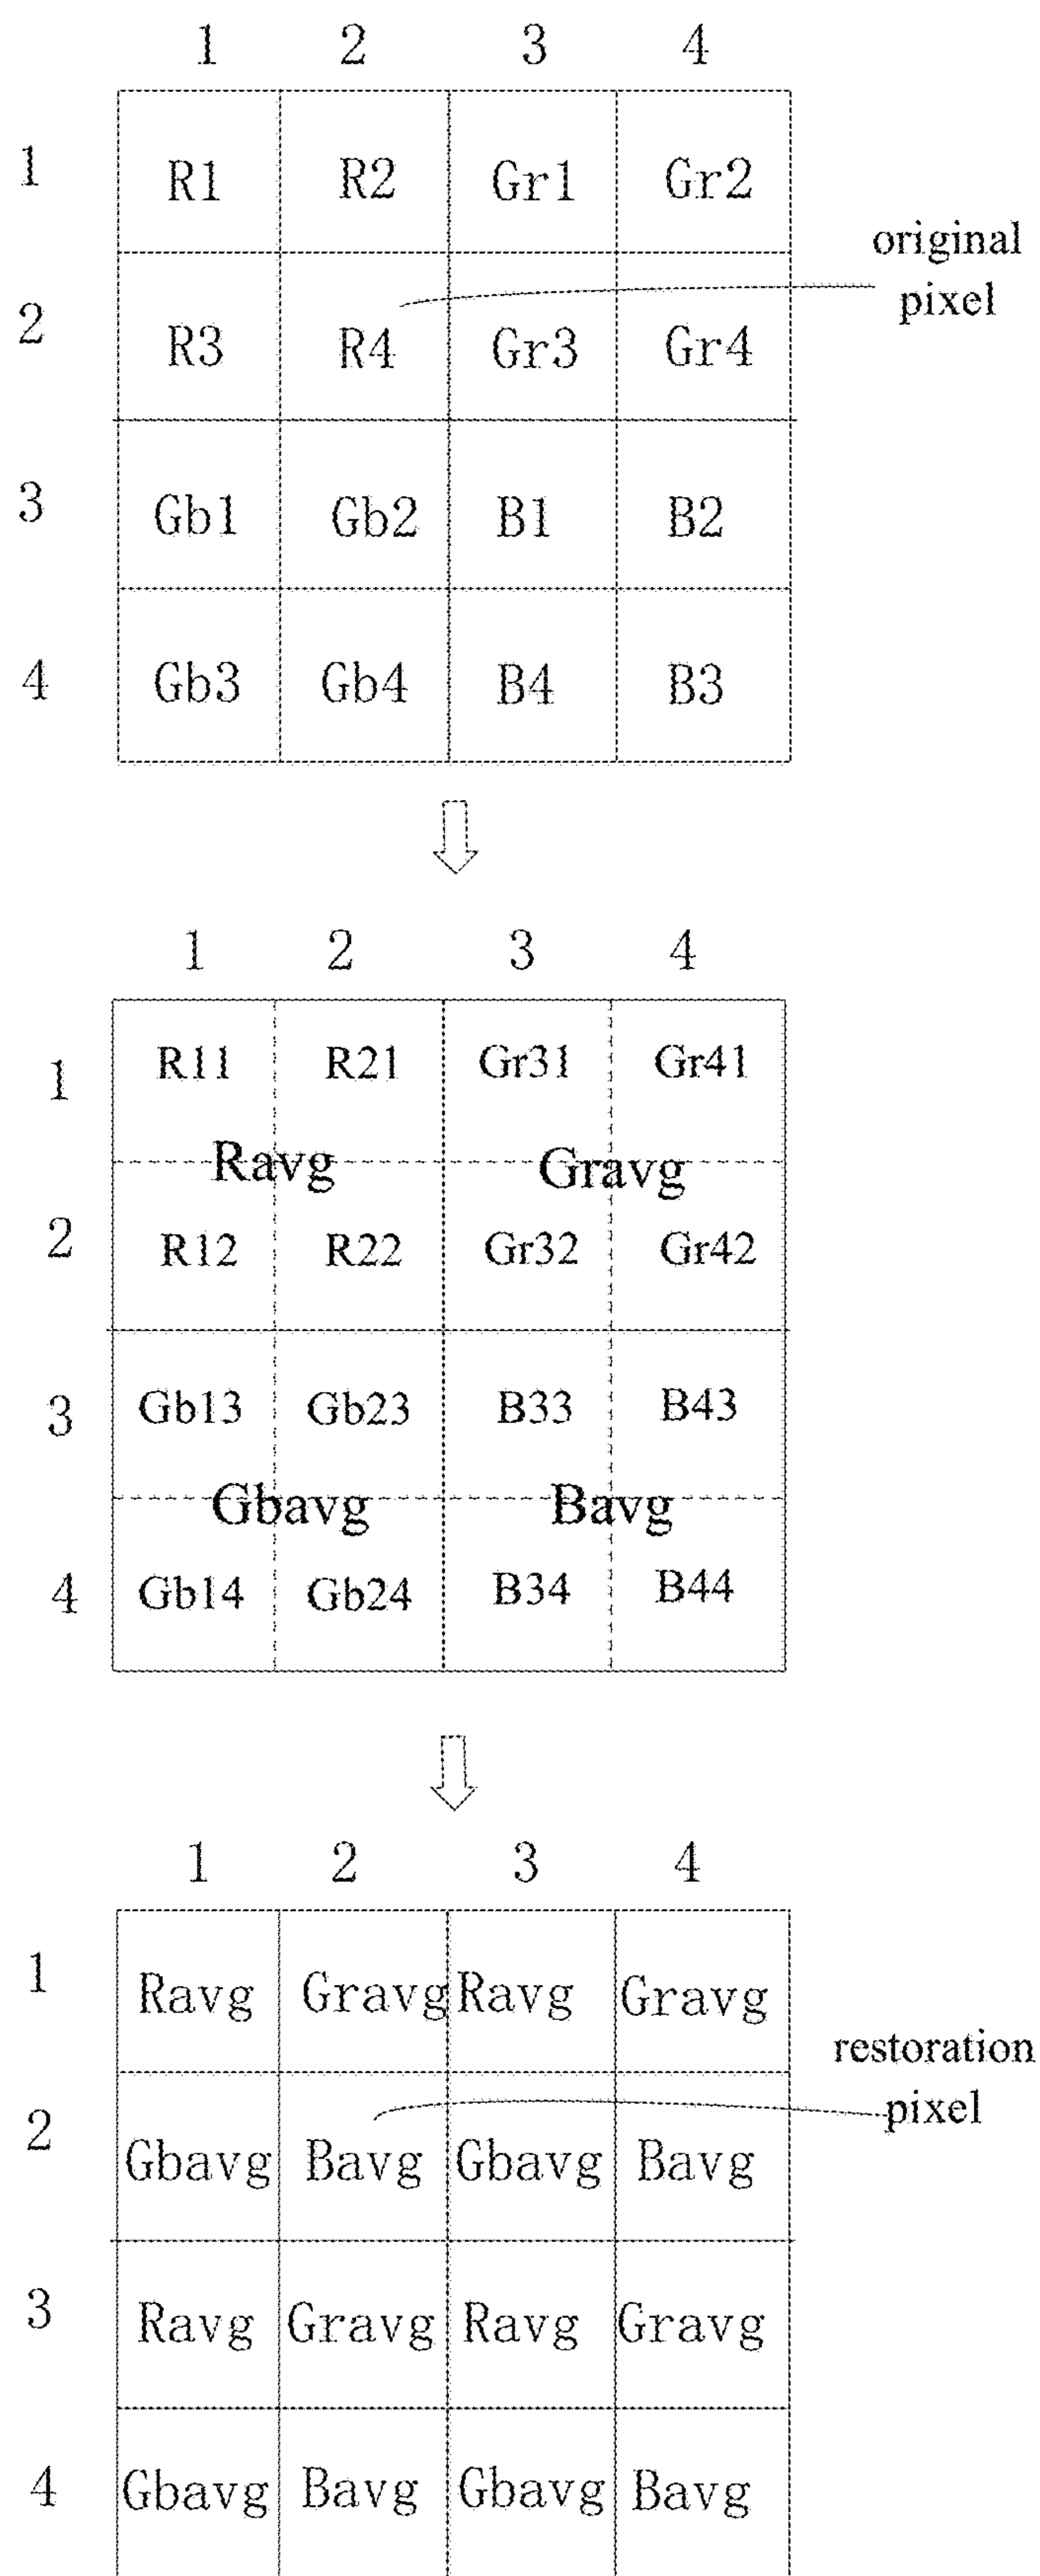 1 2 3 4
1 R1 R2 Gr1 Gr2
original
pixel
2 R3 R4 Gr3 Gr4
3 Gb1 Gb2 B1 B2
4 Gb3 Gb4 B4 B3
1 2 3 4
1 R11 R21 Gr31 Gr41
Ravg Gravg
2 R12 R22 Gr32 Gr42
3 Gb13 Gb23 B33 B43
Gbavg Bavg
4 Gb14 Gb24 B34 B44
1 2 3 4
1 Ravg Gravg Ravg Gravg
restoration
pixel
2 Gbavg Bavg Gbavg Bavg
3 Ravg Gravg Ravg Gravg
4 Gbavg Bavg Gbavg Bavg